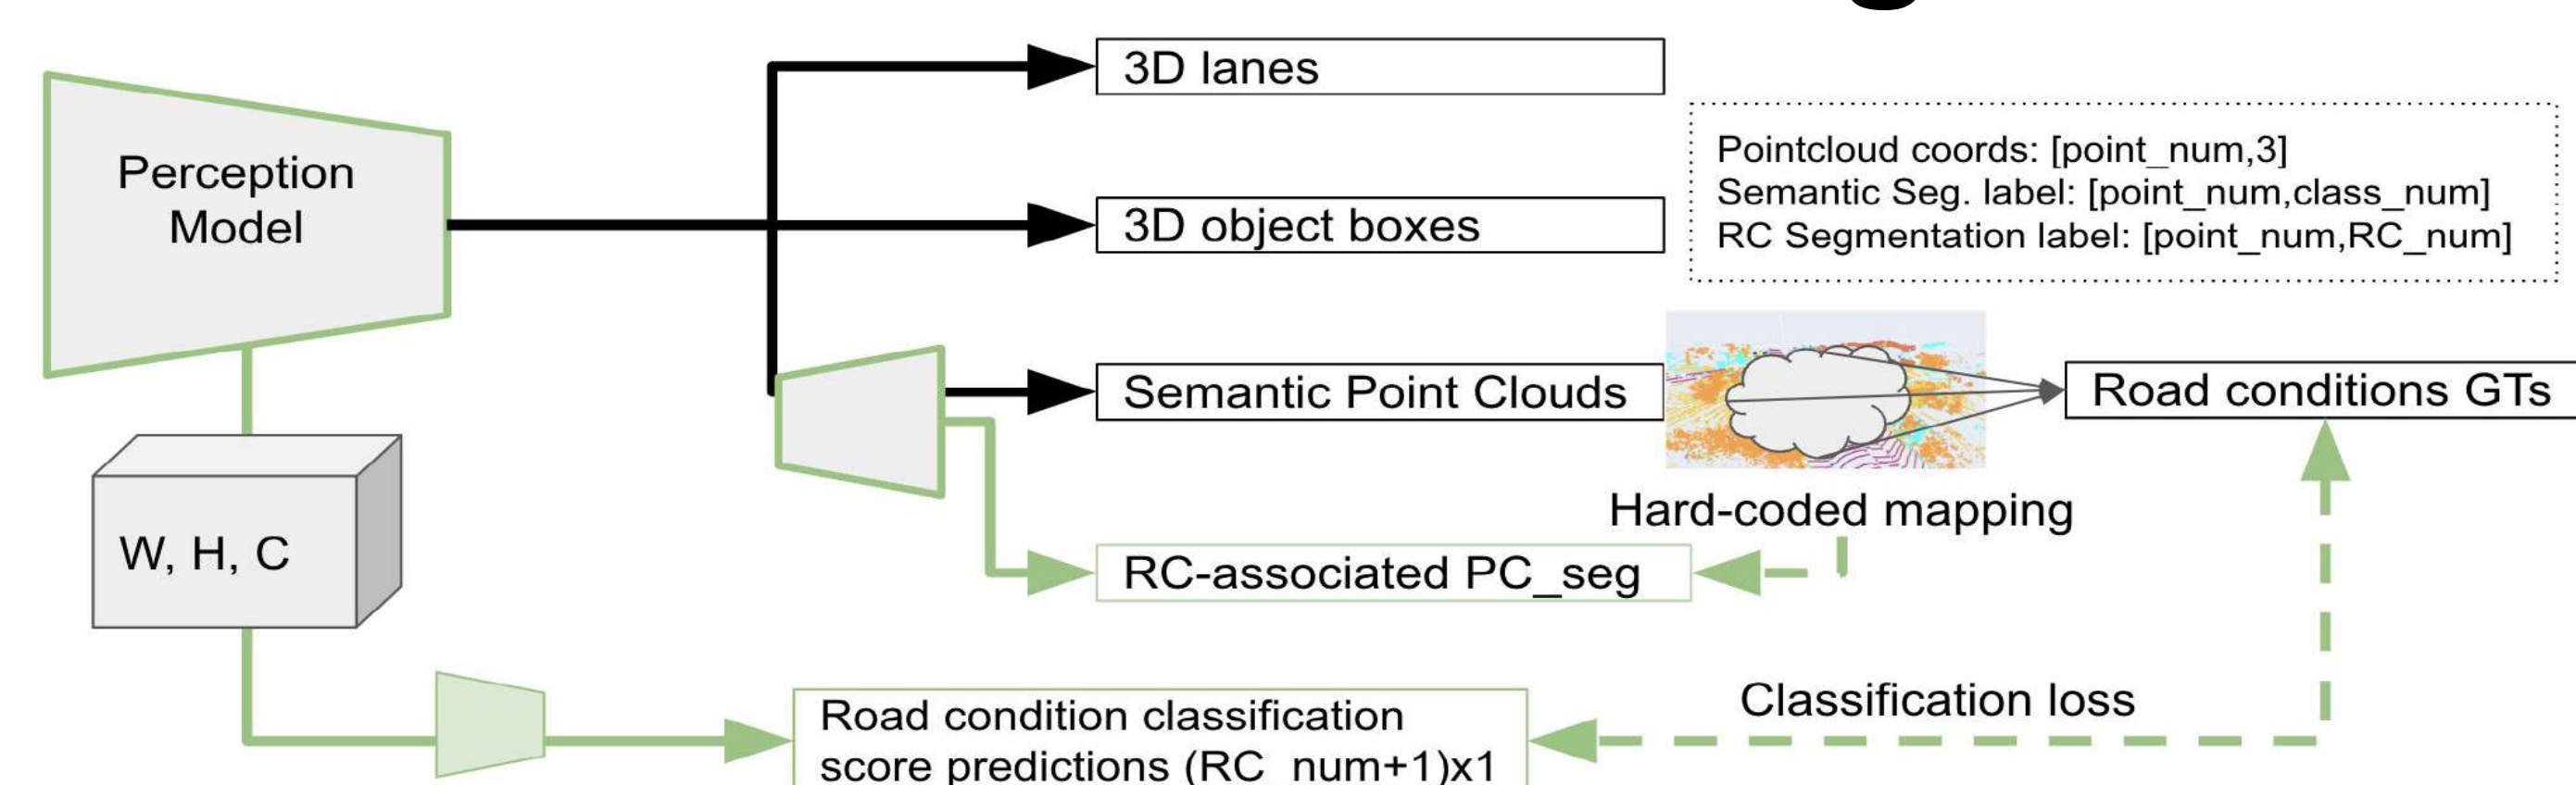 3D lanes
Perception
Model
Pointcloud coords: [point_num,3]
Semantic Seg. label: [point_num,class_num]
RC Segmentation label: [point_num,RC_num]
3D object boxes
Semantic Point Clouds
Road conditions GTs
Hard-coded mapping
W, H, C
RC-associated PC_seg
Classification loss
Road condition classification
score predictions (RC_num+1)x1